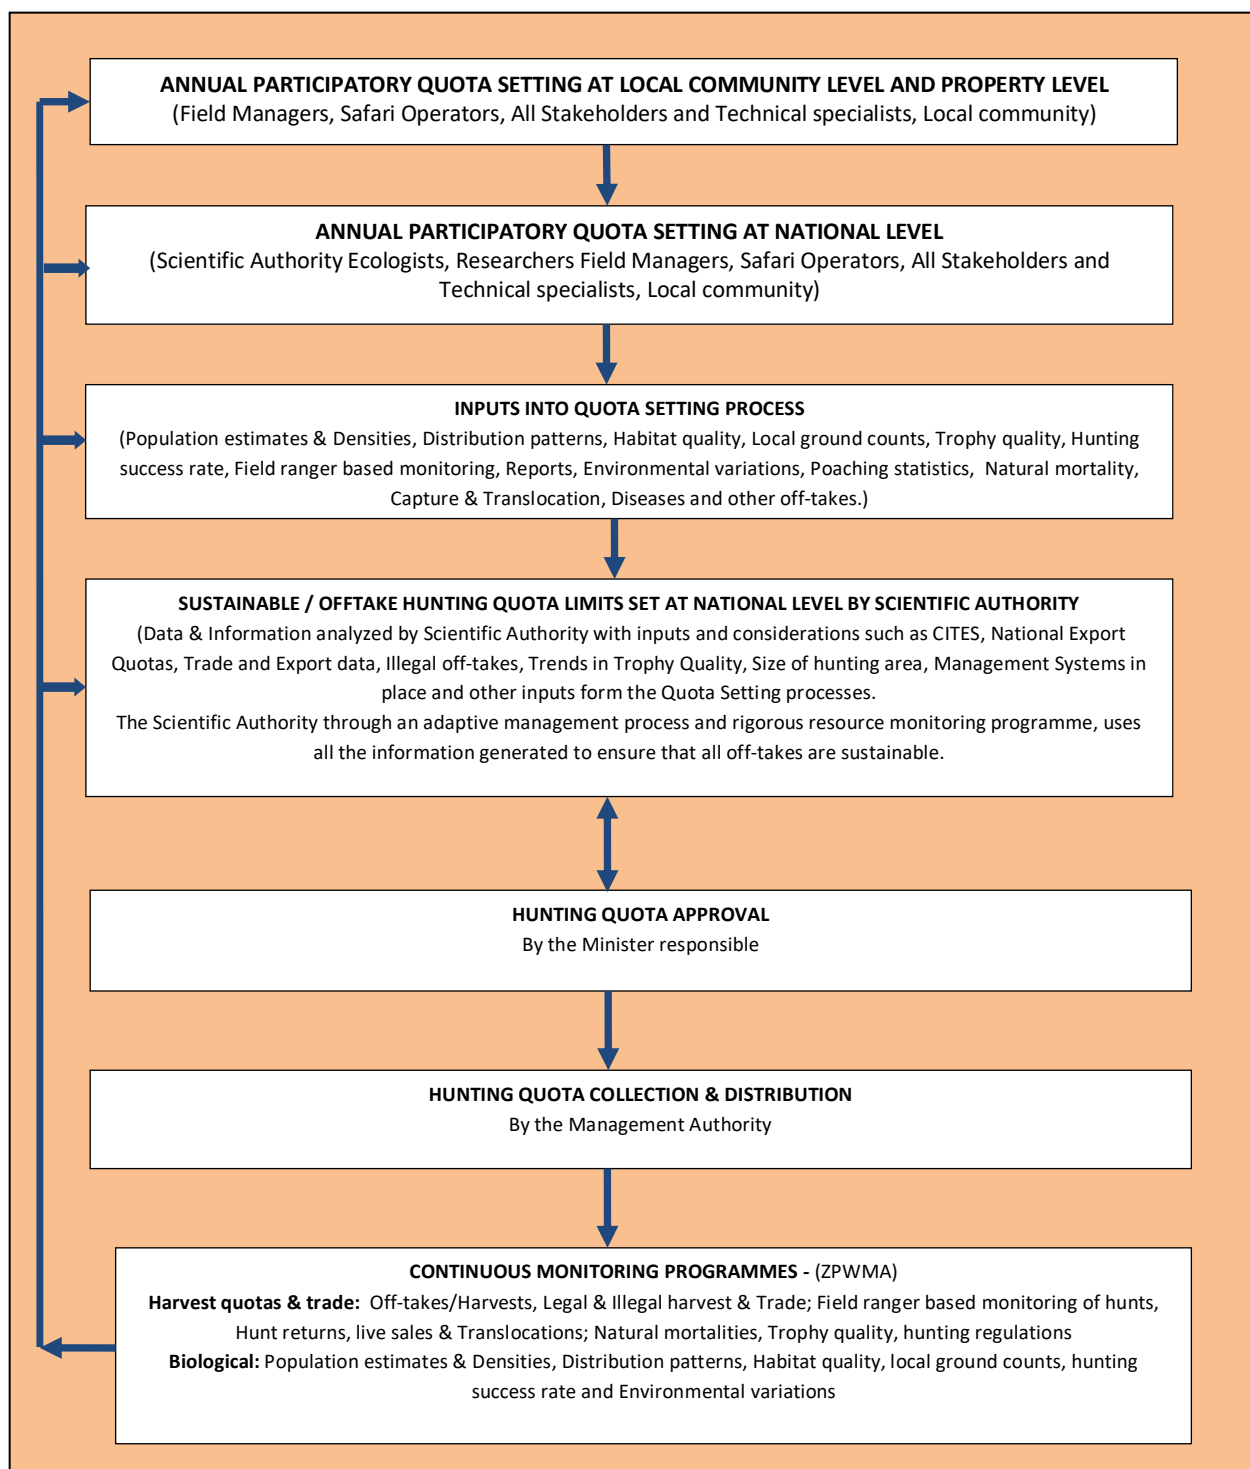 ANNUAL PARTICIPATORY QUOTA SETTING AT LOCAL COMMUNITY LEVEL AND PROPERTY LEVEL
(Field Managers, Safari Operators, All Stakeholders and Technical specialists, Local community)
ANNUAL PARTICIPATORY QUOTA SETTING AT NATIONAL LEVEL
(Scientific Authority Ecologists, Researchers Field Managers, Safari Operators, All Stakeholders and
Technical specialists, Local community)
INPUTS INTO QUOTA SETTING PROCESS
(Population estimates & Densities, Distribution patterns, Habitat quality, Local ground counts, Trophy quality, Hunting
success rate, Field ranger based monitoring, Reports, Environmental variations, Poaching statistics, Natural mortality,
Capture & Translocation, Diseases and other off-takes.)
SUSTAINABLE / OFFTAKE HUNTING QUOTA LIMITS SET AT NATIONAL LEVEL BY SCIENTIFIC AUTHORITY
(Data & Information analyzed by Scientific Authority with inputs and considerations such as CITES, National Export
Quotas, Trade and Export data, Illegal off-takes, Trends in Trophy Quality, Size of hunting area, Management Systems in
place and other inputs form the Quota Setting processes.
The Scientific Authority through an adaptive management process and rigorous resource monitoring programme, uses
all the information generated to ensure that all off-takes are sustainable.
HUNTING QUOTA APPROVAL
By the Minister responsible
HUNTING QUOTA COLLECTION & DISTRIBUTION
By the Management Authority
CONTINUOUS MONITORING PROGRAMMES - (ZPWMA)
Harvest quotas & trade: Off-takes/Harvests, Legal & Illegal harvest & Trade; Field ranger based monitoring of hunts,
Hunt returns, live sales & Translocations; Natural mortalities, Trophy quality, hunting regulations
Biological: Population estimates & Densities, Distribution patterns, Habitat quality, local ground counts, hunting
success rate and Environmental variations